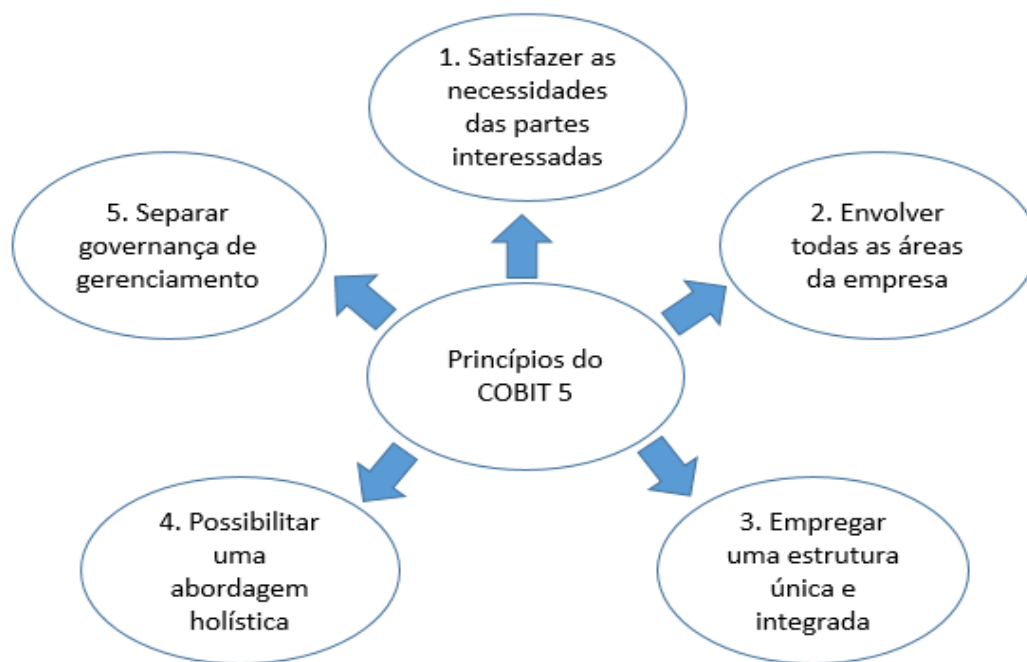 1. Satisfazer as
necessidades
das partes
interessadas
5. Separar
governança de
gerenciamento
2. Envolver
todas as áreas
da empresa
Princípios do
COBIT 5
4. Possibilitar
uma
abordagem
holística
3. Empregar
uma estrutura
única e
integrada